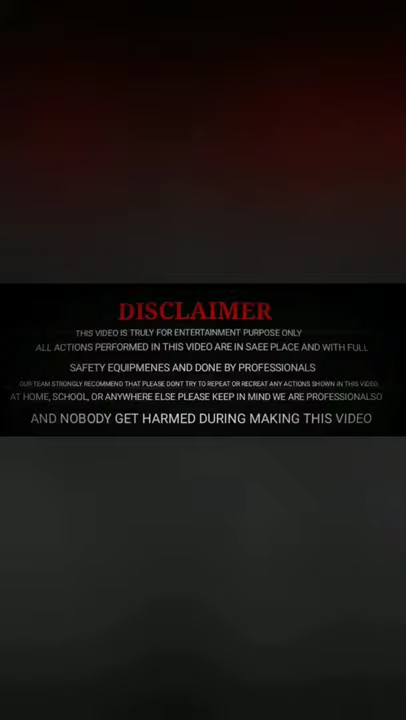 DISCLAIMER
THIS VIDEO IS TRULY FOR ENTERTAINMENT PURPOSE ONLY
ALL ACTIONS PERFORMED IN THIS VIDEO ARE IN SAEE PLACE AND WITH FULL
SAFETY EQUIPMENES AND DONE BY PROFESSIONALS
OUR TEAM STRONGLY RECOMMEND THAT PLEASE DONT TRY TO REPEAT OR RECREAT ANY ACTIONS SHOWN IN THIS VIDEO.
AT HOME, SCHOOL, OR ANYWHERE ELSE PLEASE KEEP IN MIND WE ARE PROFESSIONALSO
AND NOBODY GET HARMED DURING MAKING THIS VIDEO